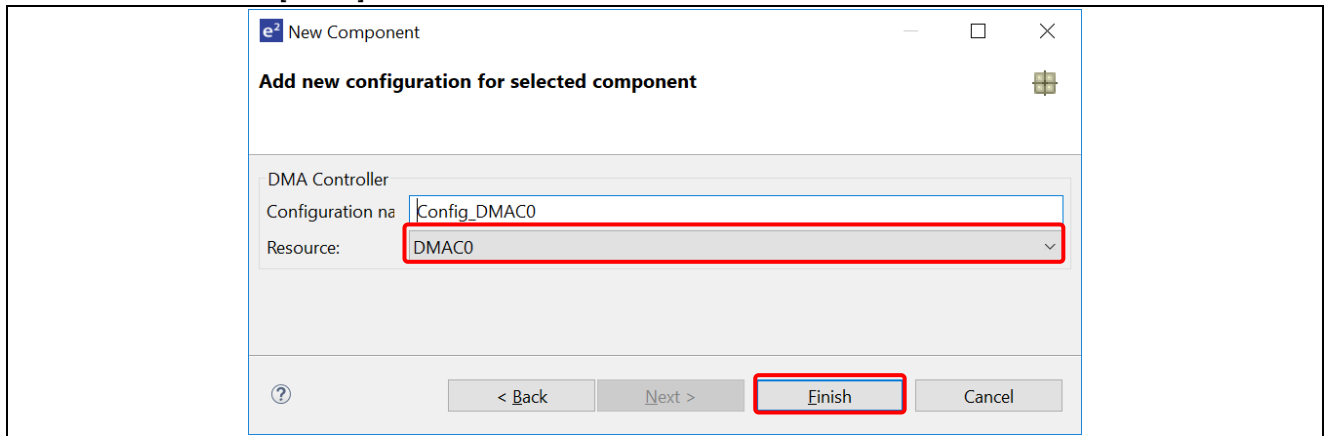 e² New Component
Add new configuration for selected component
DMA Controller
Configuration na Config_DMAC0
Resource: DMAC0
< Back Next > Finish Cancel